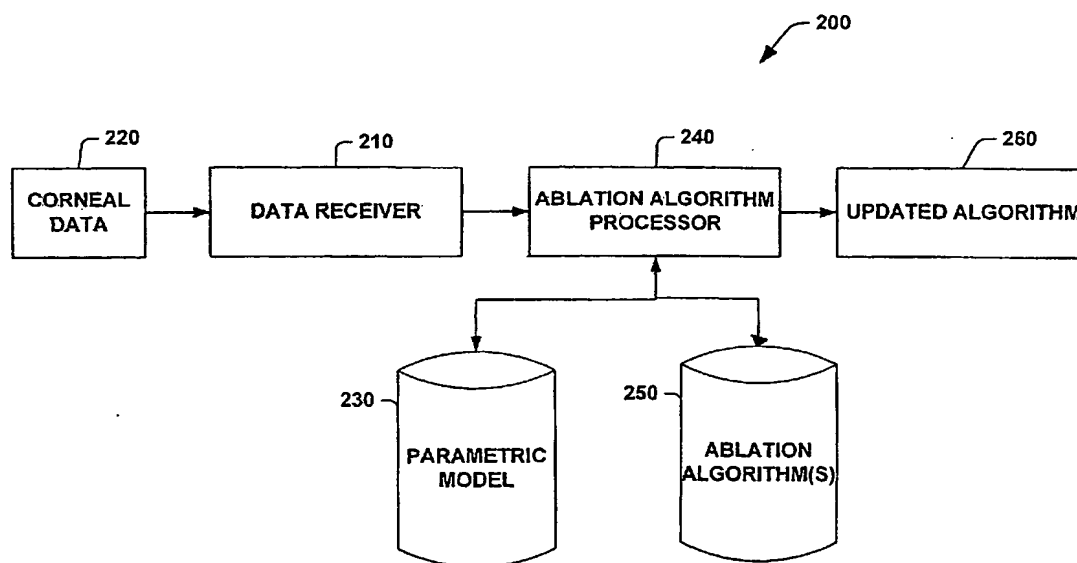 200
220
210
240
260
CORNEAL
DATA
DATA RECEIVER
ABLATION ALGORITHM
PROCESSOR
UPDATED ALGORITHM
230
PARAMETRIC
MODEL
250
ABLATION
ALGORITHM(S)